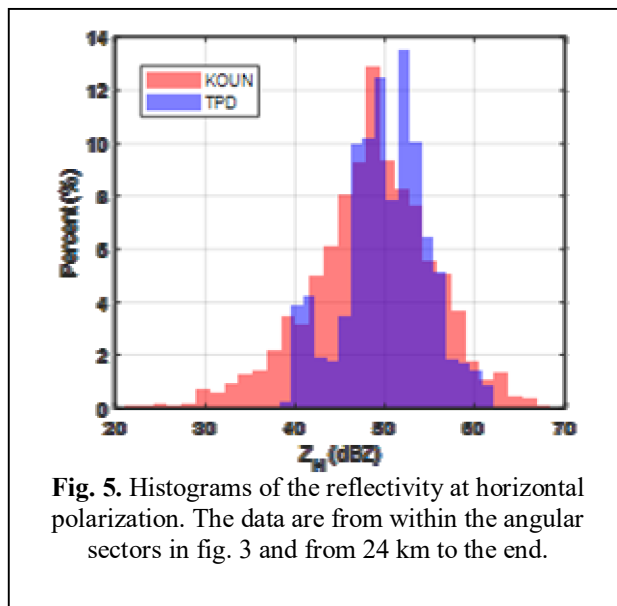 14
12
10
8
6
4
2
0
Percent (%)
KOUN
TPD
20 30 40 50 60 70
Z_H (dBZ)
Fig. 5. Histograms of the reflectivity at horizontal
polarization. The data are from within the angular
sectors in fig. 3 and from 24 km to the end.